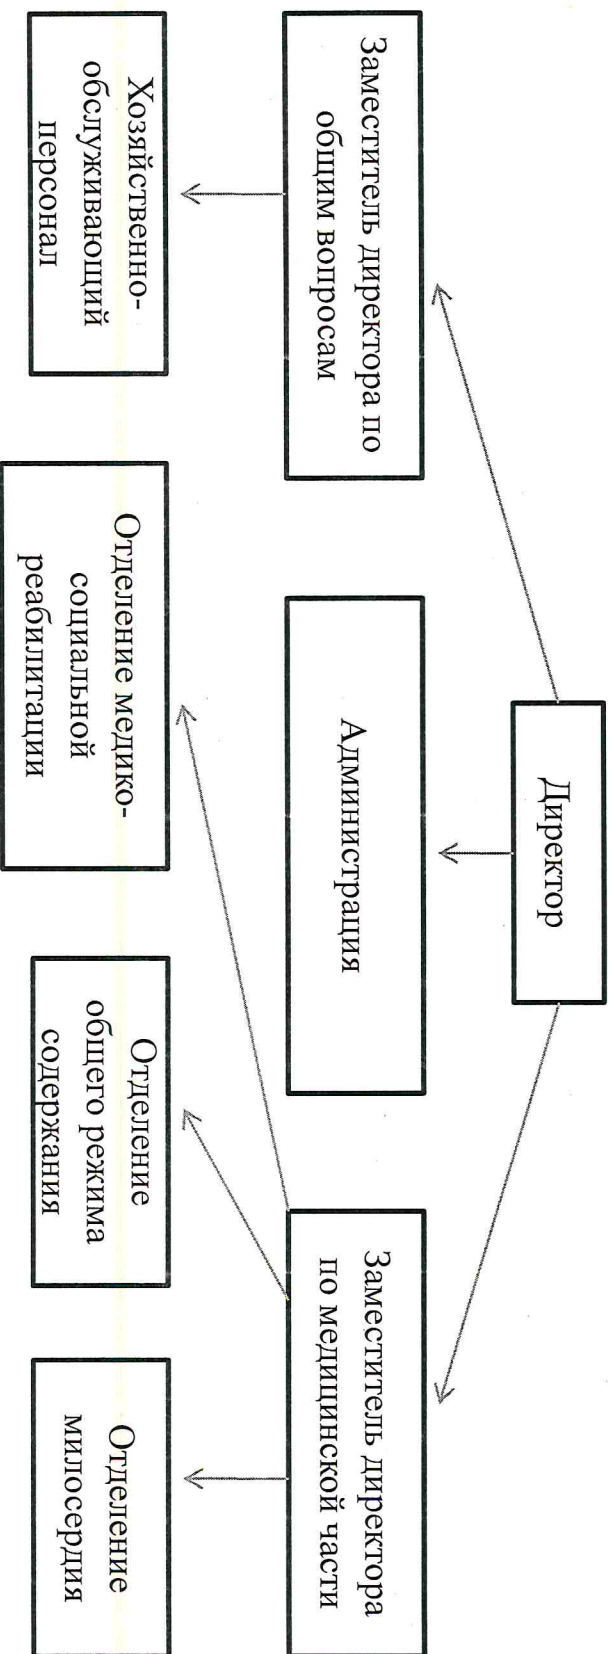 Директор
Заместитель директора по
общим вопросам
Администрация
Заместитель директора
по медицинской части
Хозяйственно-
обслуживающий
персонал
Отделение медико-
социальной
реабилитации
Отделение
общего режима
содержания
Отделение
милосердия